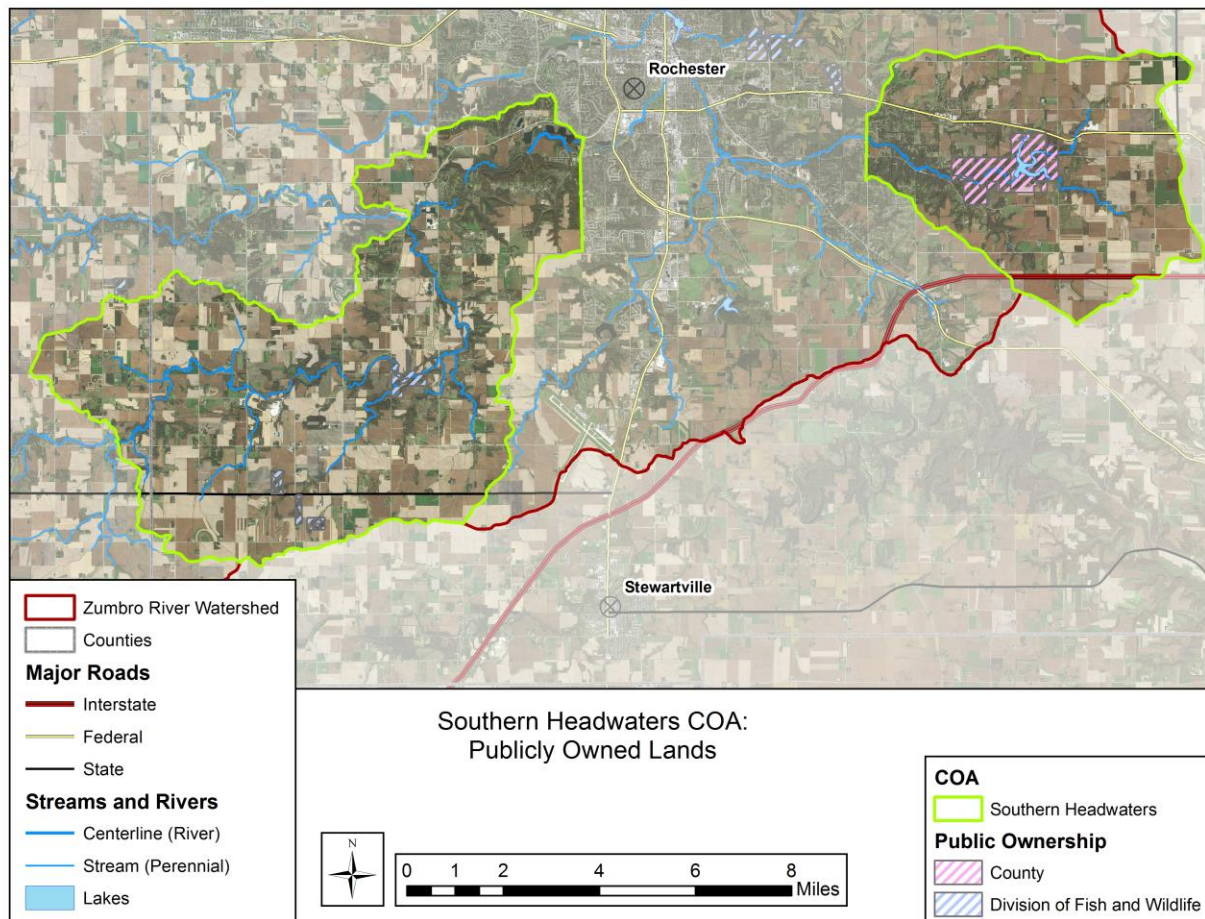 Rochester
Stewartville
Zumbro River Watershed
Counties
Major Roads
Interstate
Federal
State
Streams and Rivers
Centerline (River)
Stream (Perennial)
Lakes
Southern Headwaters COA:
Publicly Owned Lands
N
0 1 2 4 6 8
Miles
COA
Southern Headwaters
Public Ownership
County
Division of Fish and Wildlife